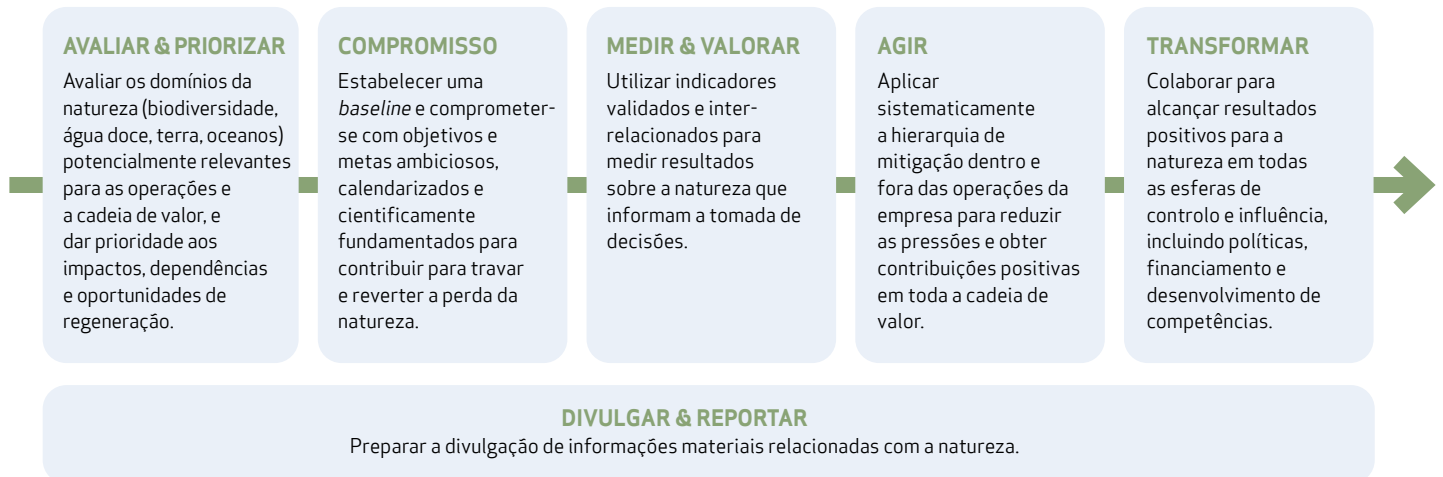 AVALIAR & PRIORIZAR
Avaliar os domínios da
natureza (biodiversidade,
água doce, terra, oceanos)
potencialmente relevantes
para as operações e
a cadeia de valor, e
dar prioridade aos
impactos, dependências
e oportunidades de
regeneração.
COMPROMISSO
Estabelecer uma
baseline e comprometer-
se com objetivos e
metas ambiciosos,
calendarizados e
cientificamente
fundamentados para
contribuir para travar
e reverter a perda da
natureza.
MEDIR & VALORAR
Utilizar indicadores
validados e inter-
relacionados para
medir resultados
sobre a natureza que
informam a tomada de
decisões.
AGIR
Aplicar
sistematicamente
a hierarquia de
mitigação dentro e
fora das operações da
empresa para reduzir
as pressões e obter
contribuições positivas
em toda a cadeia de
valor.
TRANSFORMAR
Colaborar para
alcançar resultados
positivos para a
natureza em todas
as esferas de
controlo e influência,
incluindo políticas,
financiamento e
desenvolvimento de
competências.
DIVULGAR & REPORTAR
Preparar a divulgação de informações materiais relacionadas com a natureza.